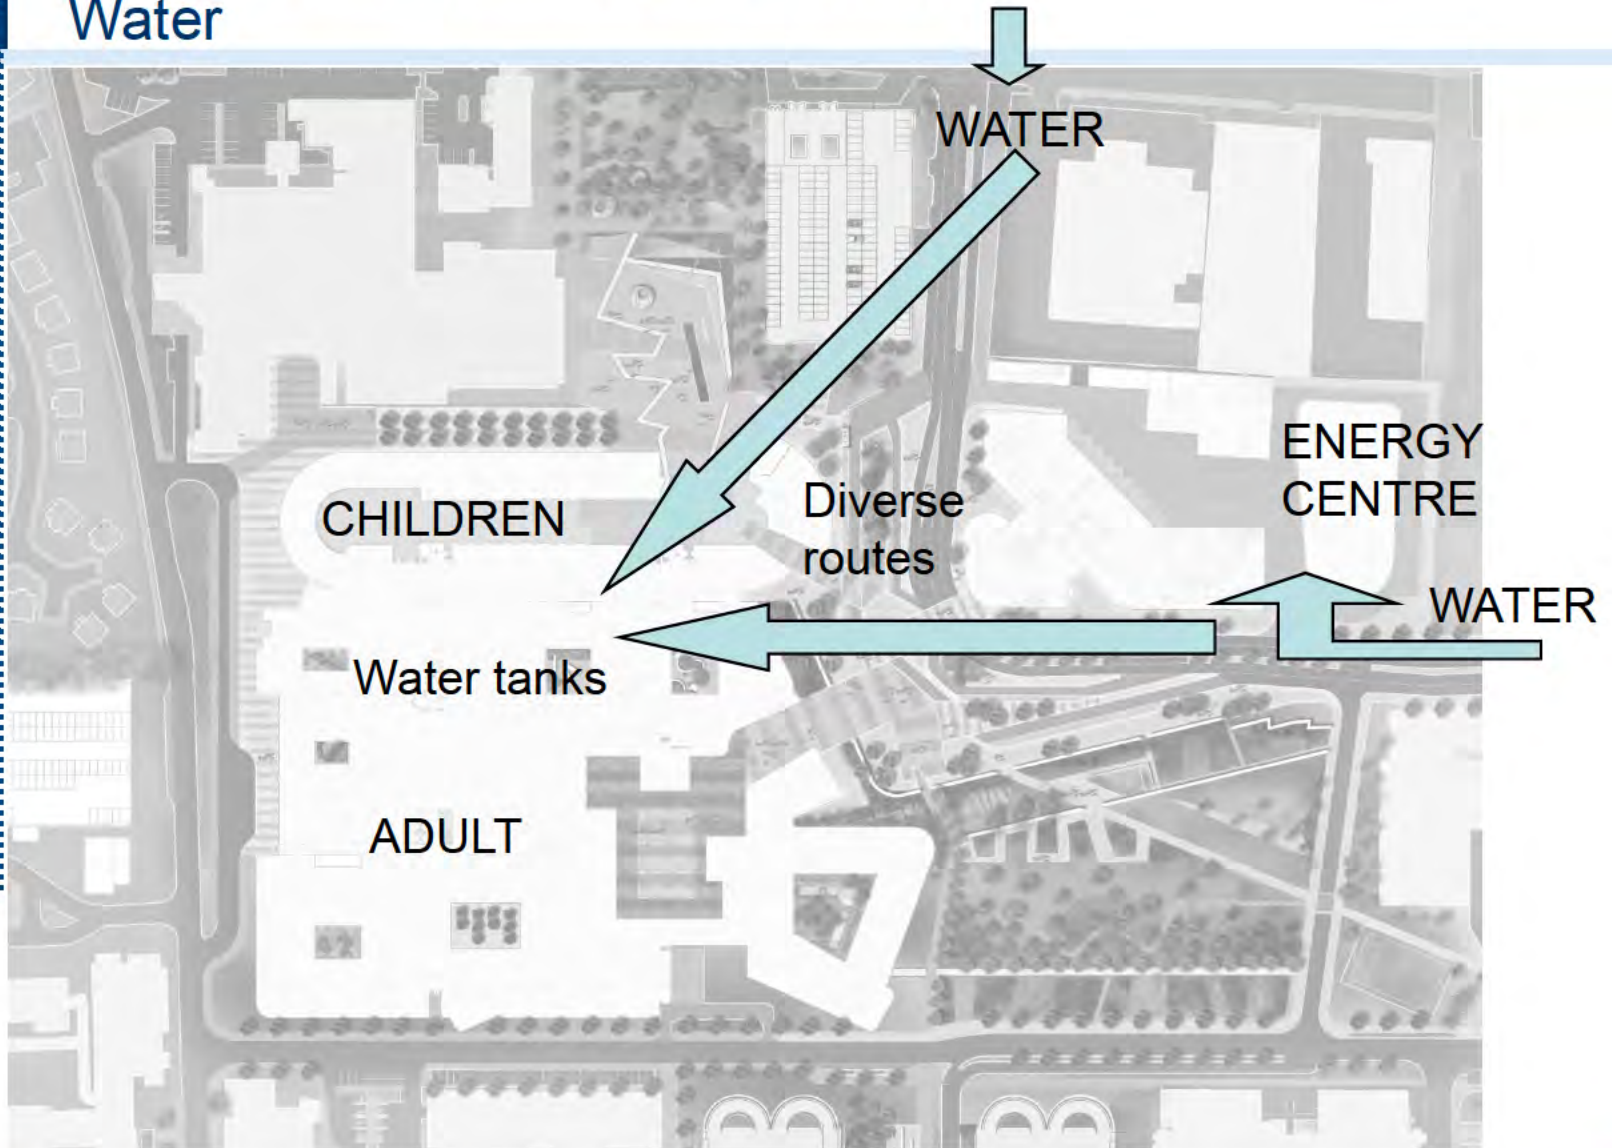 Water
WATER
ENERGY
CENTRE
CHILDREN
Diverse
routes
WATER
Water tanks
ADULT